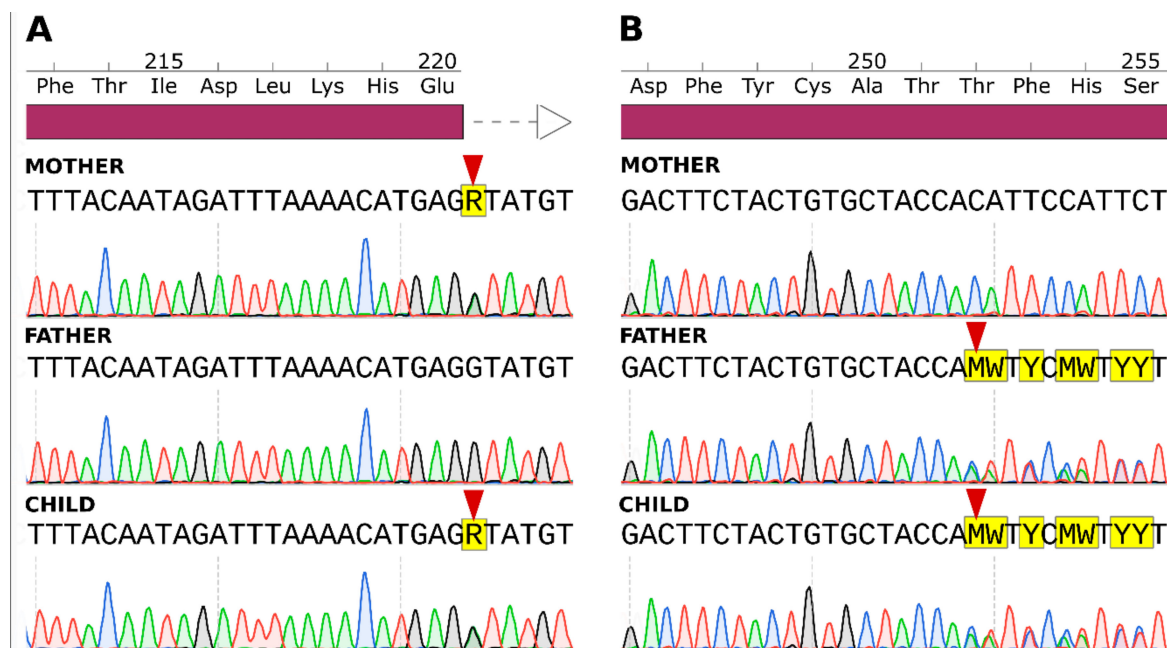 A
215 220
Phe Thr Ile Asp Leu Lys His Glu
MOTHER
TTTACAATAGATTTAAAACATGAGRTATGT
FATHER
TTTACAATAGATTTAAAACATGAGGTATGT
CHILD
TTTACAATAGATTTAAAACATGAGRTATGT
B
250 255
Asp Phe Tyr Cys Ala Thr Thr Phe His Ser
MOTHER
GACTTCTACTGTGCTACCACATTCCATTCT
FATHER
GACTTCTACTGTGCTACCAMWTYCMWTYYT
CHILD
GACTTCTACTGTGCTACCAMWTYCMWTYYT